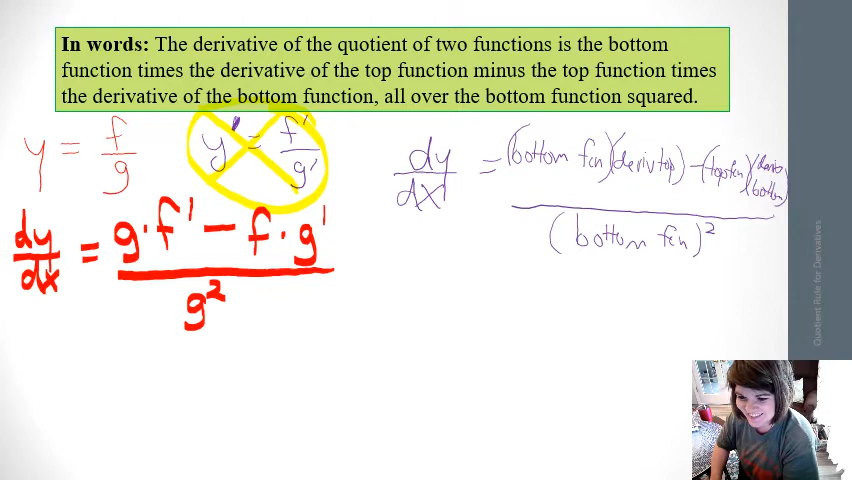 In words: The derivative of the quotient of two functions is the bottom
function times the derivative of the top function minus the top function times
the derivative of the bottom function, all over the bottom function squared.
y = f/g
y' = f'/g'
dy/dx = (bottom fcn)(deriv top) - (top fcn)(deriv bottom)
(bottom fcn)²
dy/dx = g · f' - f · g'
g²
Quotient Rule for Derivatives